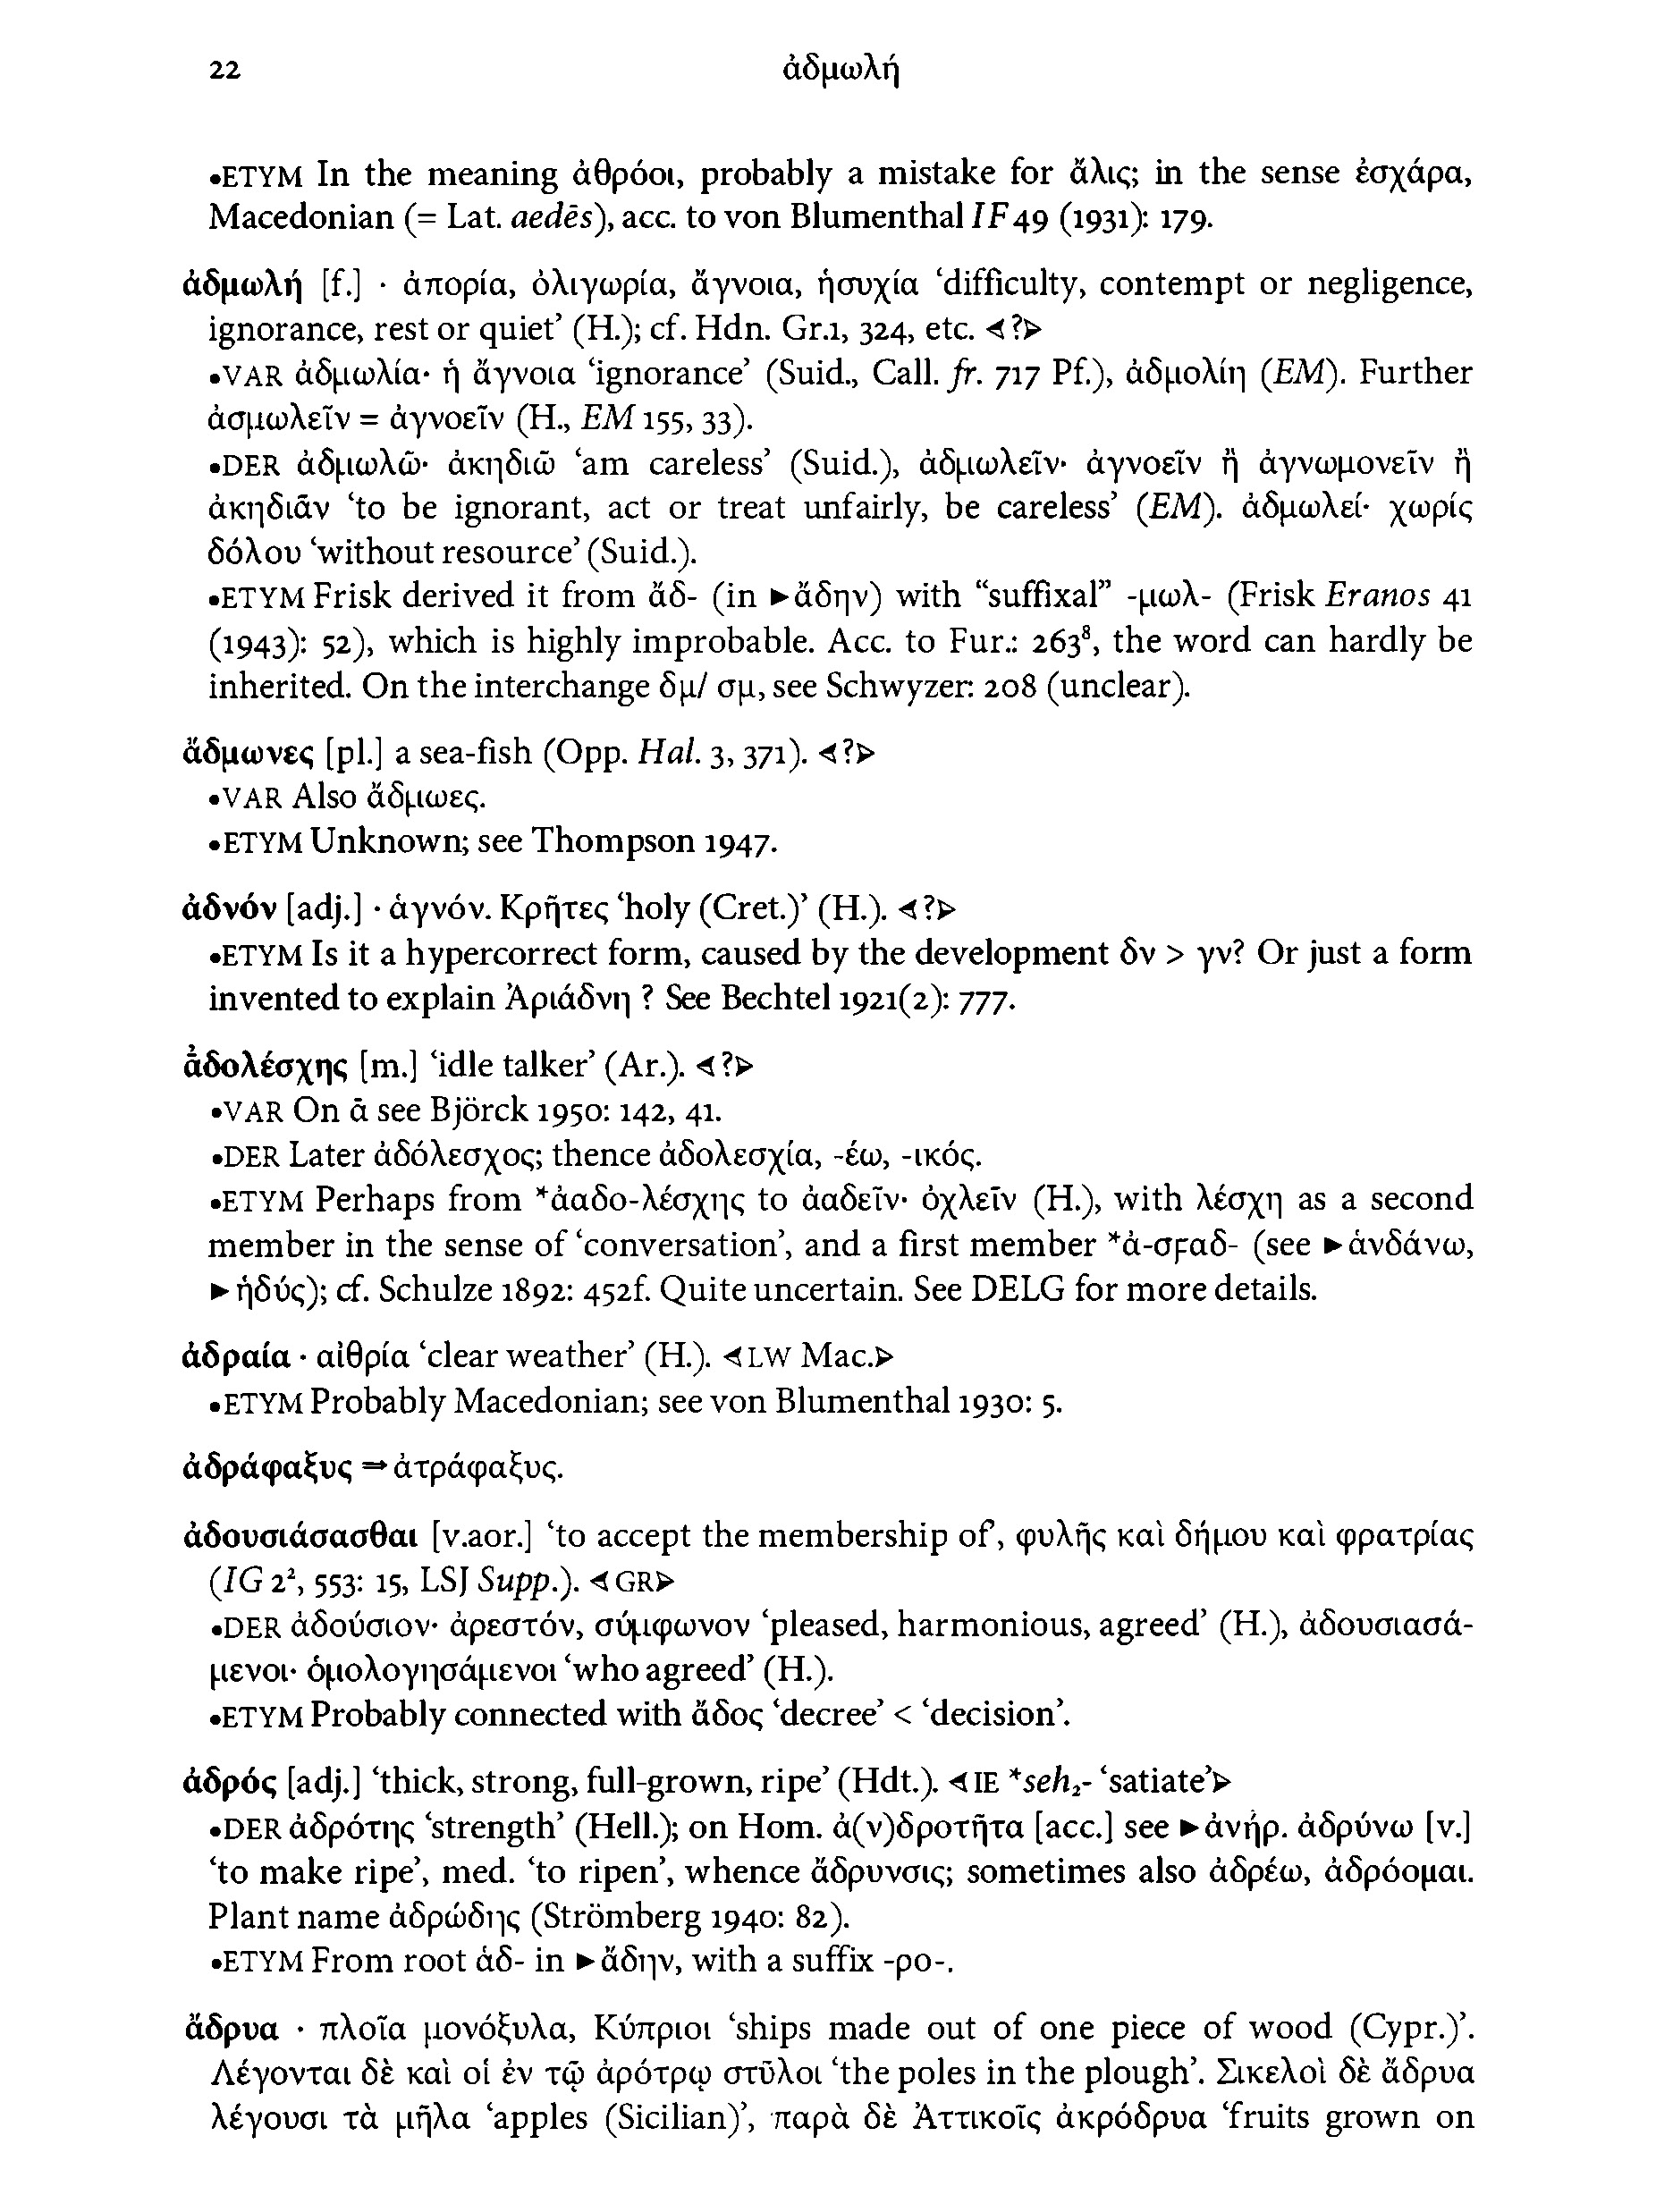 22 ἀδμωλή
•ETYM In the meaning ἀθρόοι, probably a mistake for ἅλις; in the sense ἐσχάρα,
Macedonian (= Lat. aedēs), acc. to von Blumenthal IF 49 (1931): 179.
ἀδμωλή [f.] · ἀπορία, ὀλιγωρία, ἄγνοια, ἡσυχία ‘difficulty, contempt or negligence,
ignorance, rest or quiet’ (H.); cf. Hdn. Gr.1, 324, etc. ⊲?⊳
•VAR ἀδμωλία· ἡ ἄγνοια ‘ignorance’ (Suid., Call. fr. 717 Pf.), ἀδμολίη (EM). Further
ἀσμωλεῖν = ἀγνοεῖν (H., EM 155, 33).
•DER ἀδμωλῶ· ἀκηδιῶ ‘am careless’ (Suid.), ἀδμωλεῖν· ἀγνοεῖν ἢ ἀγνωμονεῖν ἢ
ἀκηδιᾶν ‘to be ignorant, act or treat unfairly, be careless’ (EM). ἀδμωλεί· χωρίς
δόλου ‘without resource’ (Suid.).
•ETYM Frisk derived it from ἅδ- (in ►ἅδην) with “suffixal” -μωλ- (Frisk Eranos 41
(1943): 52), which is highly improbable. Acc. to Fur.: 263⁸, the word can hardly be
inherited. On the interchange δμ/ σμ, see Schwyzer: 208 (unclear).
ἄδμωνες [pl.] a sea-fish (Opp. Hal. 3, 371). ⊲?⊳
•VAR Also ἄδμωες.
•ETYM Unknown; see Thompson 1947.
ἀδνόν [adj.] · ἁγνόν. Κρῆτες ‘holy (Cret.)’ (H.). ⊲?⊳
•ETYM Is it a hypercorrect form, caused by the development δν > γν? Or just a form
invented to explain Ἀριάδνη ? See Bechtel 1921(2): 777.
ἀ̄δολέσχης [m.] ‘idle talker’ (Ar.). ⊲?⊳
•VAR On ᾱ see Björck 1950: 142, 41.
•DER Later ἀδόλεσχος; thence ἀδολεσχία, -έω, -ικός.
•ETYM Perhaps from *ἀαδο-λέσχης to ἀαδεῖν· ὀχλεῖν (H.), with λέσχη as a second
member in the sense of ‘conversation’, and a first member *ἀ-σϝαδ- (see ►ἁνδάνω,
►ἡδύς); cf. Schulze 1892: 452f. Quite uncertain. See DELG for more details.
ἀδραία · αἰθρία ‘clear weather’ (H.). ⊲LW Mac.⊳
•ETYM Probably Macedonian; see von Blumenthal 1930: 5.
ἀδράφαξυς ⇒ ἀτράφαξυς.
ἁδουσιάσασθαι [v.aor.] ‘to accept the membership of’, φυλῆς καὶ δήμου καὶ φρατρίας
(IG 2², 553: 15, LSJ Supp.). ⊲GR⊳
•DER ἁδούσιον· ἀρεστόν, σύμφωνον ‘pleased, harmonious, agreed’ (H.), ἁδουσιασά-
μενοι· ὁμολογησάμενοι ‘who agreed’ (H.).
•ETYM Probably connected with ἅδος ‘decree’ < ‘decision’.
ἁδρός [adj.] ‘thick, strong, full-grown, ripe’ (Hdt.). ⊲IE *seh₂- ‘satiate’⊳
•DER ἁδρότης ‘strength’ (Hell.); on Hom. ἀ(ν)δροτῆτα [acc.] see ►ἀνήρ. ἁδρύνω [v.]
‘to make ripe’, med. ‘to ripen’, whence ἅδρυνσις; sometimes also ἁδρέω, ἁδρόομαι.
Plant name ἁδρώδης (Strömberg 1940: 82).
•ETYM From root ἁδ- in ►ἅδην, with a suffix -ρο-.
ἄδρυα · πλοῖα μονόξυλα, Κύπριοι ‘ships made out of one piece of wood (Cypr.)’.
Λέγονται δὲ καὶ οἱ ἐν τῷ ἀρότρῳ στῦλοι ‘the poles in the plough’. Σικελοὶ δὲ ἄδρυα
λέγουσι τὰ μῆλα ‘apples (Sicilian)’, παρὰ δὲ Ἀττικοῖς ἀκρόδρυα ‘fruits grown on